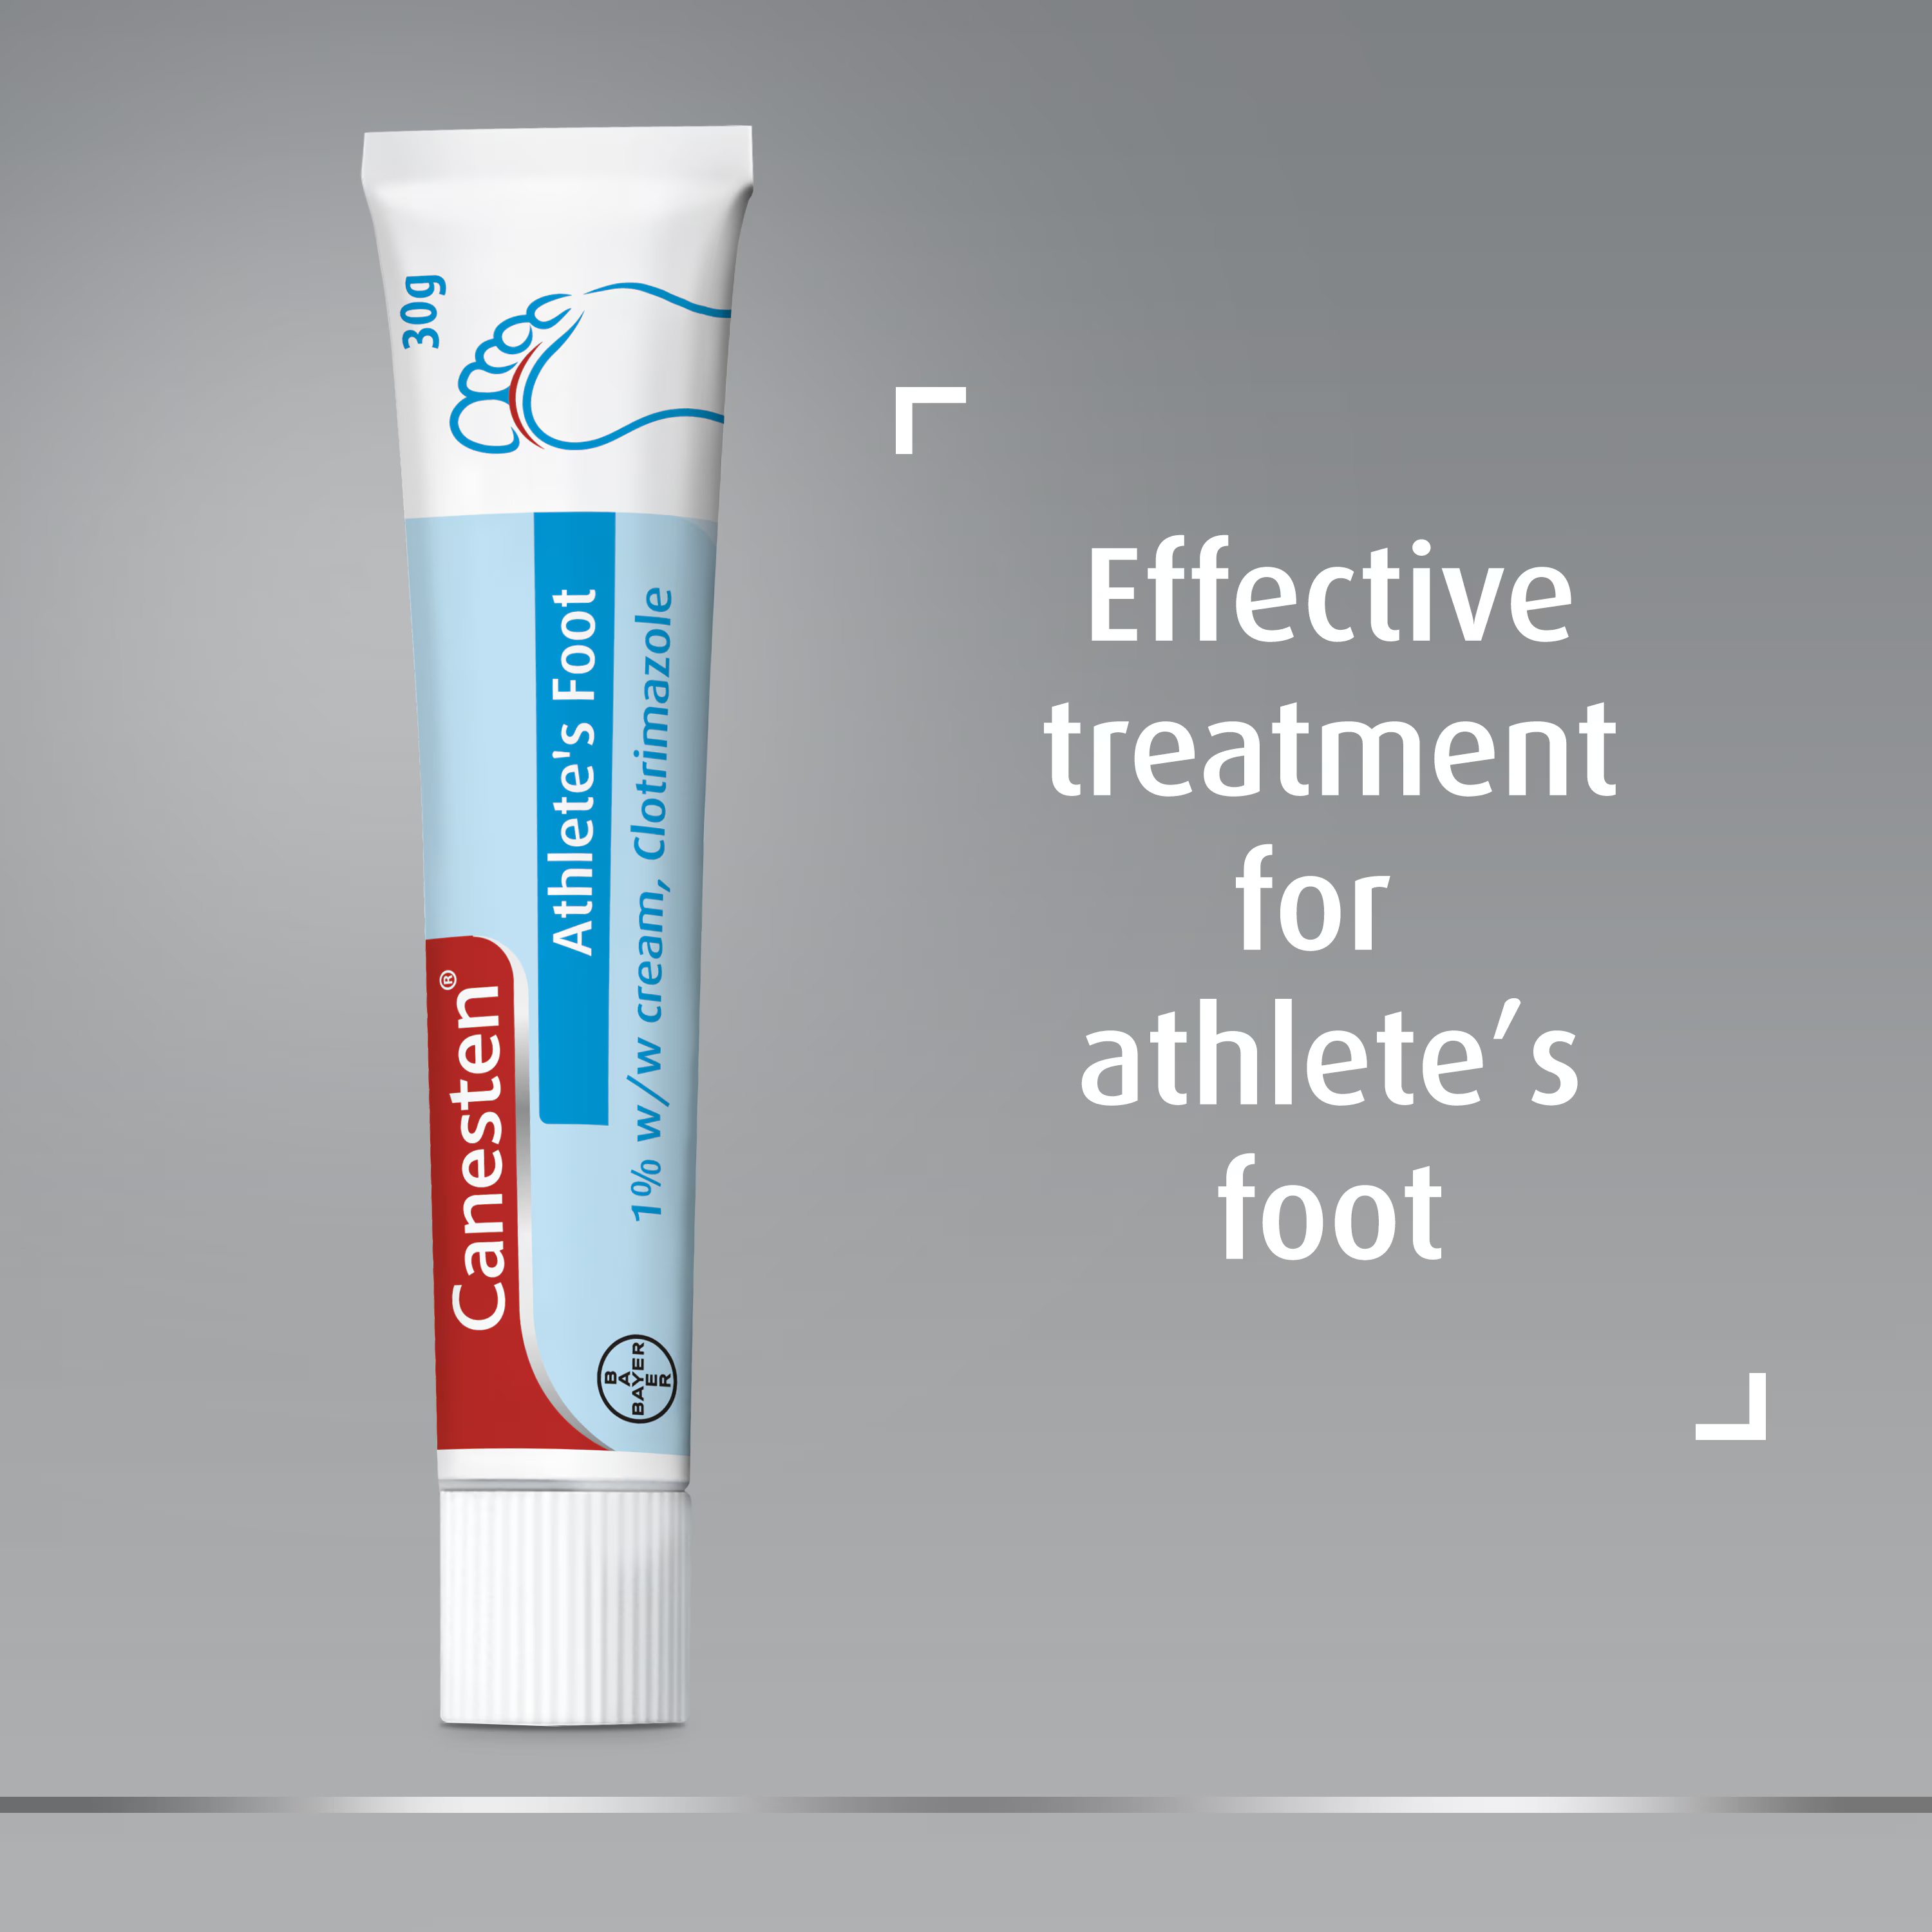 30g
Canesten®
Athlete's Foot
1% w/w cream, Clotrimazole
BAYER
BAYER
Effective
treatment
for
athlete’s
foot